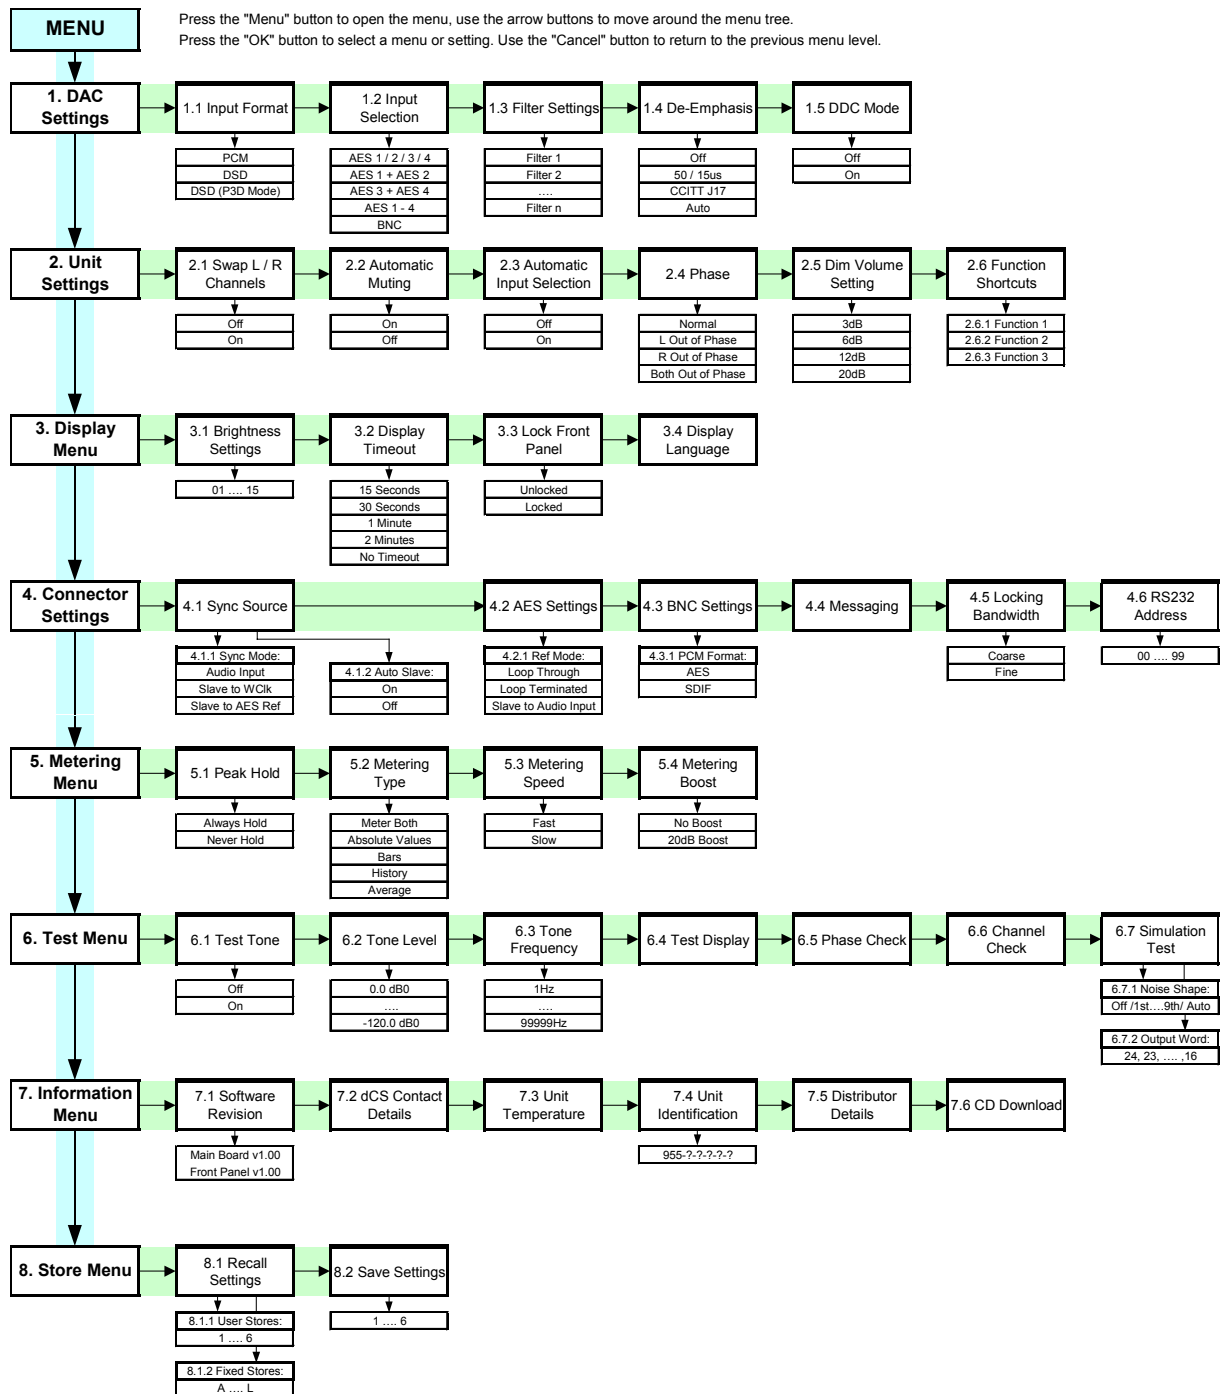 MENU
Press the "Menu" button to open the menu, use the arrow buttons to move around the menu tree.
Press the "OK" button to select a menu or setting. Use the "Cancel" button to return to the previous menu level.
1. DAC
Settings
1.1 Input Format
PCM
DSD
DSD (P3D Mode)
1.2 Input
Selection
AES 1 / 2 / 3 / 4
AES 1 + AES 2
AES 3 + AES 4
AES 1 - 4
BNC
1.3 Filter Settings
Filter 1
Filter 2
....
Filter n
1.4 De-Emphasis
Off
50 / 15us
CCITT J17
Auto
1.5 DDC Mode
Off
On
2. Unit
Settings
2.1 Swap L / R
Channels
Off
On
2.2 Automatic
Muting
On
Off
2.3 Automatic
Input Selection
Off
On
2.4 Phase
Normal
L Out of Phase
R Out of Phase
Both Out of Phase
2.5 Dim Volume
Setting
3dB
6dB
12dB
20dB
2.6 Function
Shortcuts
2.6.1 Function 1
2.6.2 Function 2
2.6.3 Function 3
3. Display
Menu
3.1 Brightness
Settings
01 .... 15
3.2 Display
Timeout
15 Seconds
30 Seconds
1 Minute
2 Minutes
No Timeout
3.3 Lock Front
Panel
Unlocked
Locked
3.4 Display
Language
4. Connector
Settings
4.1 Sync Source
4.1.1 Sync Mode:
Audio Input
Slave to WClk
Slave to AES Ref
4.1.2 Auto Slave:
On
Off
4.2 AES Settings
4.2.1 Ref Mode:
Loop Through
Loop Terminated
Slave to Audio Input
4.3 BNC Settings
4.3.1 PCM Format:
AES
SDIF
4.4 Messaging
4.5 Locking
Bandwidth
Coarse
Fine
4.6 RS232
Address
00 .... 99
5. Metering
Menu
5.1 Peak Hold
Always Hold
Never Hold
5.2 Metering
Type
Meter Both
Absolute Values
Bars
History
Average
5.3 Metering
Speed
Fast
Slow
5.4 Metering
Boost
No Boost
20dB Boost
6. Test Menu
6.1 Test Tone
Off
On
6.2 Tone Level
0.0 dB0
....
-120.0 dB0
6.3 Tone
Frequency
1Hz
....
99999Hz
6.4 Test Display
6.5 Phase Check
6.6 Channel
Check
6.7 Simulation
Test
6.7.1 Noise Shape:
Off /1st....9th/ Auto
6.7.2 Output Word:
24, 23, .... ,16
7. Information
Menu
7.1 Software
Revision
Main Board v1.00
Front Panel v1.00
7.2 dCS Contact
Details
7.3 Unit
Temperature
7.4 Unit
Identification
955-?-?-?-?-?
7.5 Distributor
Details
7.6 CD Download
8. Store Menu
8.1 Recall
Settings
8.1.1 User Stores:
1 .... 6
8.1.2 Fixed Stores:
A .... L
8.2 Save Settings
1 .... 6